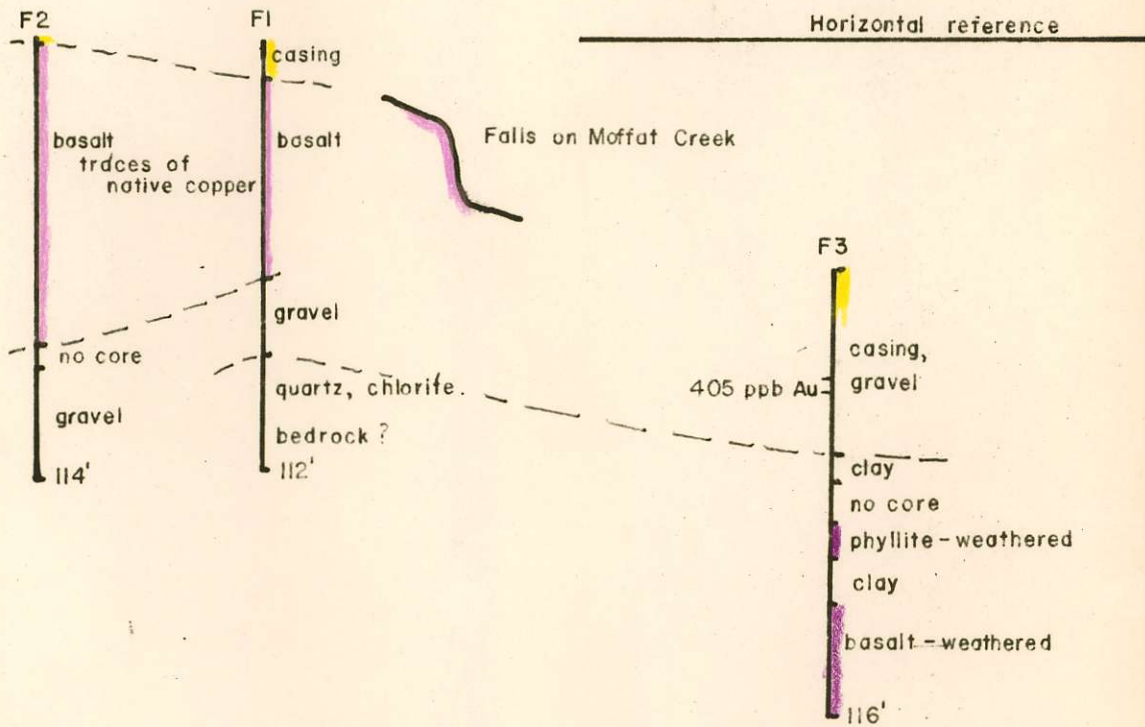 F2
F1
Horizontal reference
casing
basalt
traces of
native copper
basalt
Falls on Moffat Creek
F3
no core
gravel
gravel
quartz, chlorite.
bedrock ?
114'
112'
casing,
gravel
405 ppb Au
clay
no core
phyllite - weathered
clay
basalt - weathered
116'